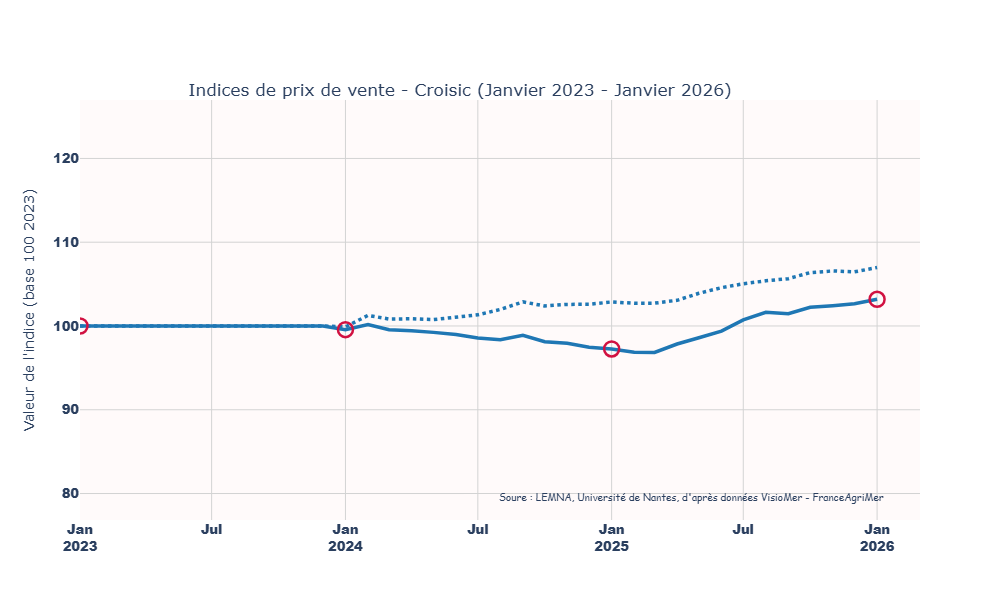 Indices de prix de vente - Croisic (Janvier 2023 - Janvier 2026)
Valeur de l'indice (base 100 2023)
120
110
100
90
80
Soure : LEMNA, Université de Nantes, d'après données VisioMer - FranceAgriMer
Jan Jul Jan Jul Jan Jul Jan
2023 2024 2025 2026